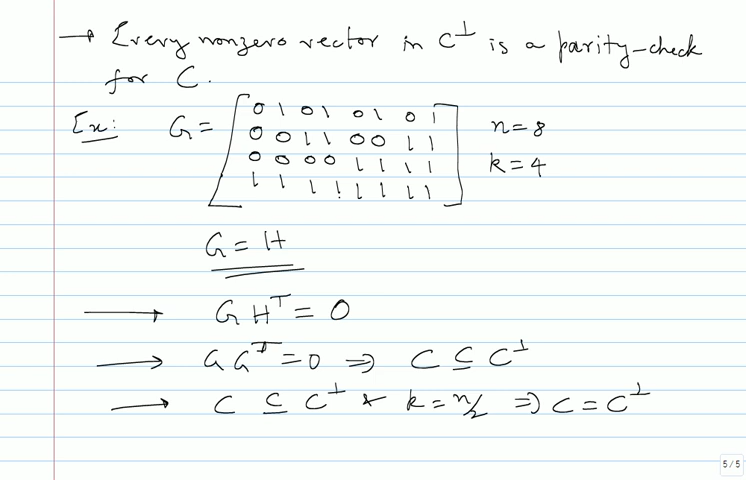 → Every nonzero vector in C⊥ is a parity-check
for C.
Ex: G = [ 0 1 0 1 0 1 0 1
0 0 1 1 0 0 1 1
0 0 0 0 1 1 1 1
1 1 1 1 1 1 1 1 ] n=8
k=4
G = H
→ G Hᵀ = 0
→ G Gᵀ = 0 ⇒ C ⊆ C⊥
→ C ⊆ C⊥ & k = n/2 ⇒ C = C⊥
5 / 5